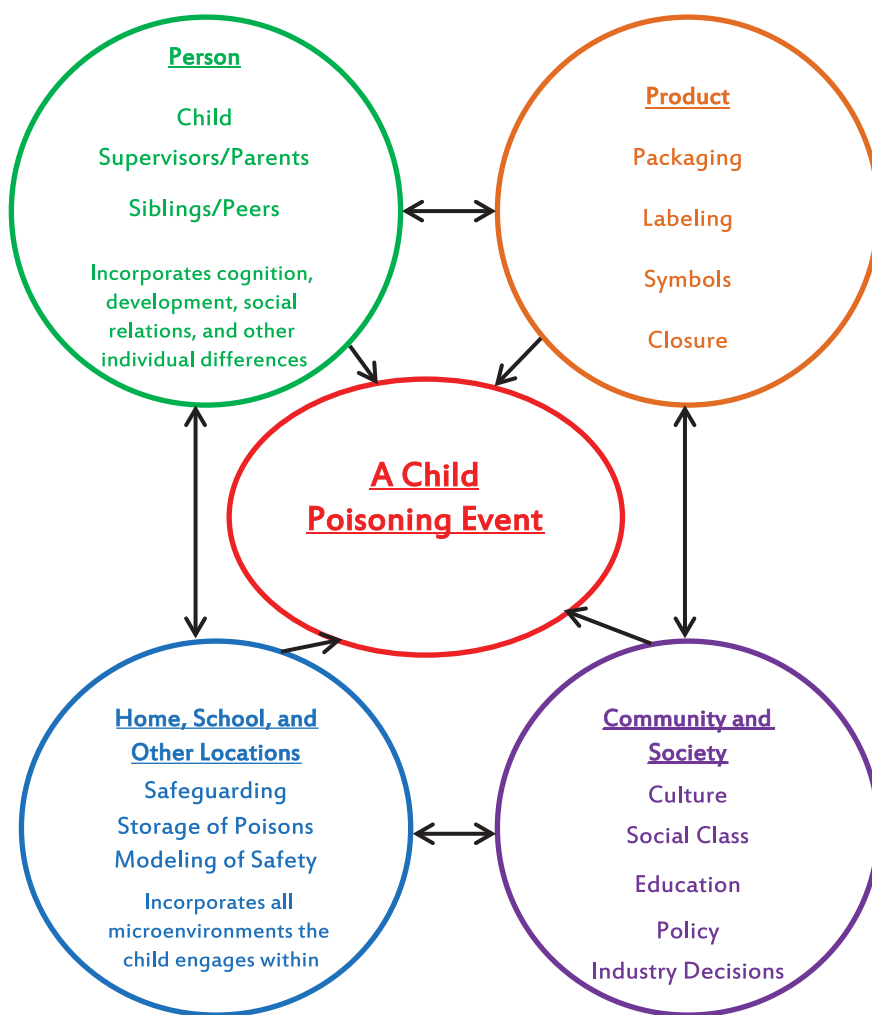 Person
Child
Supervisors/Parents
Siblings/Peers
Incorporates cognition,
development, social
relations, and other
individual differences
Product
Packaging
Labeling
Symbols
Closure
A Child
Poisoning Event
Home, School, and
Other Locations
Safeguarding
Storage of Poisons
Modeling of Safety
Incorporates all
microenvironments the
child engages within
Community and
Society
Culture
Social Class
Education
Policy
Industry Decisions